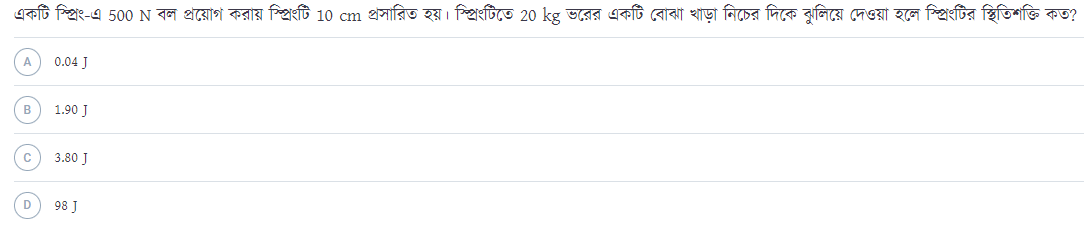 একটি স্প্রিং-এ 500 N বল প্রয়োগ করায় স্প্রিংটি 10 cm প্রসারিত হয়। স্প্রিংটিতে 20 kg ভরের একটি বোঝা খাড়া নিচের দিকে ঝুলিয়ে দেওয়া হলে স্প্রিংটির স্থিতিশক্তি কত?
A 0.04 J
B 1.90 J
C 3.80 J
D 98 J